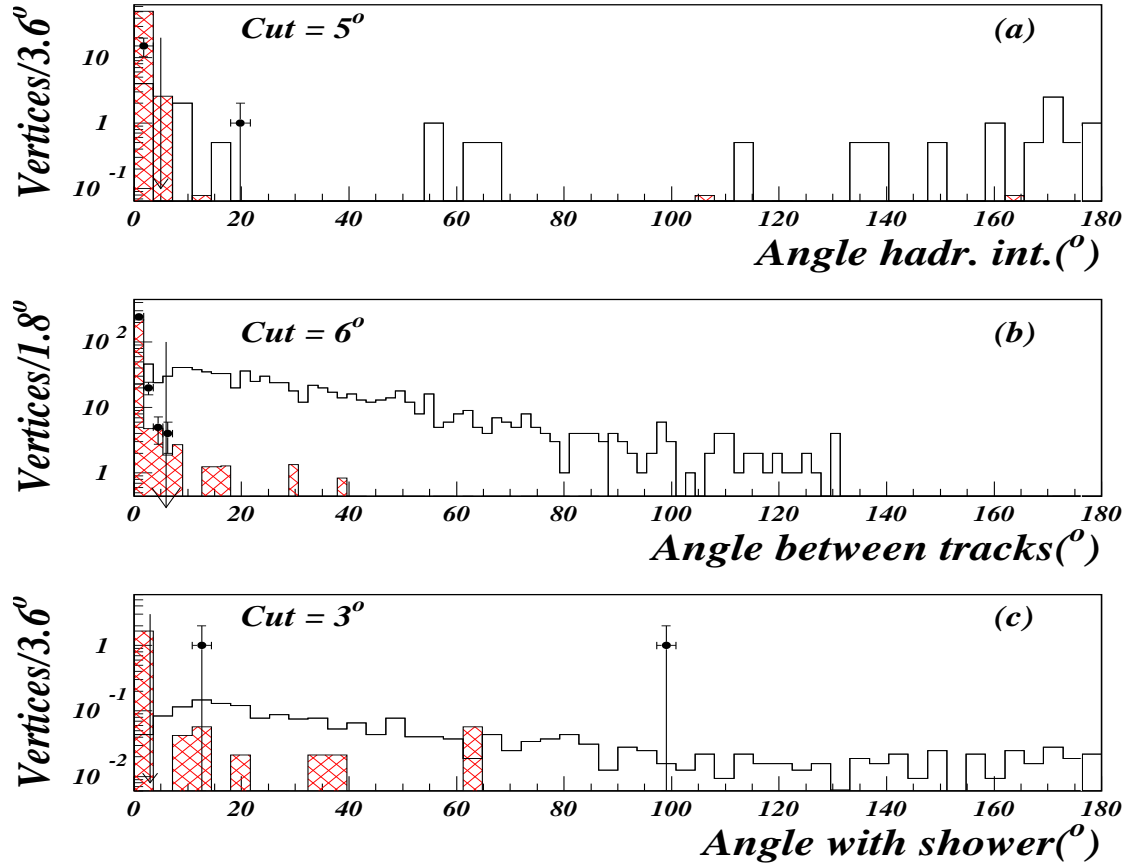 Vertices/3.6°
Cut = 5° (a)
10
1
10⁻¹
0 20 40 60 80 100 120 140 160 180
Angle hadr. int.(°)
Vertices/1.8°
Cut = 6° (b)
10²
10
1
0 20 40 60 80 100 120 140 160 180
Angle between tracks(°)
Vertices/3.6°
Cut = 3° (c)
1
10⁻¹
10⁻²
0 20 40 60 80 100 120 140 160 180
Angle with shower(°)